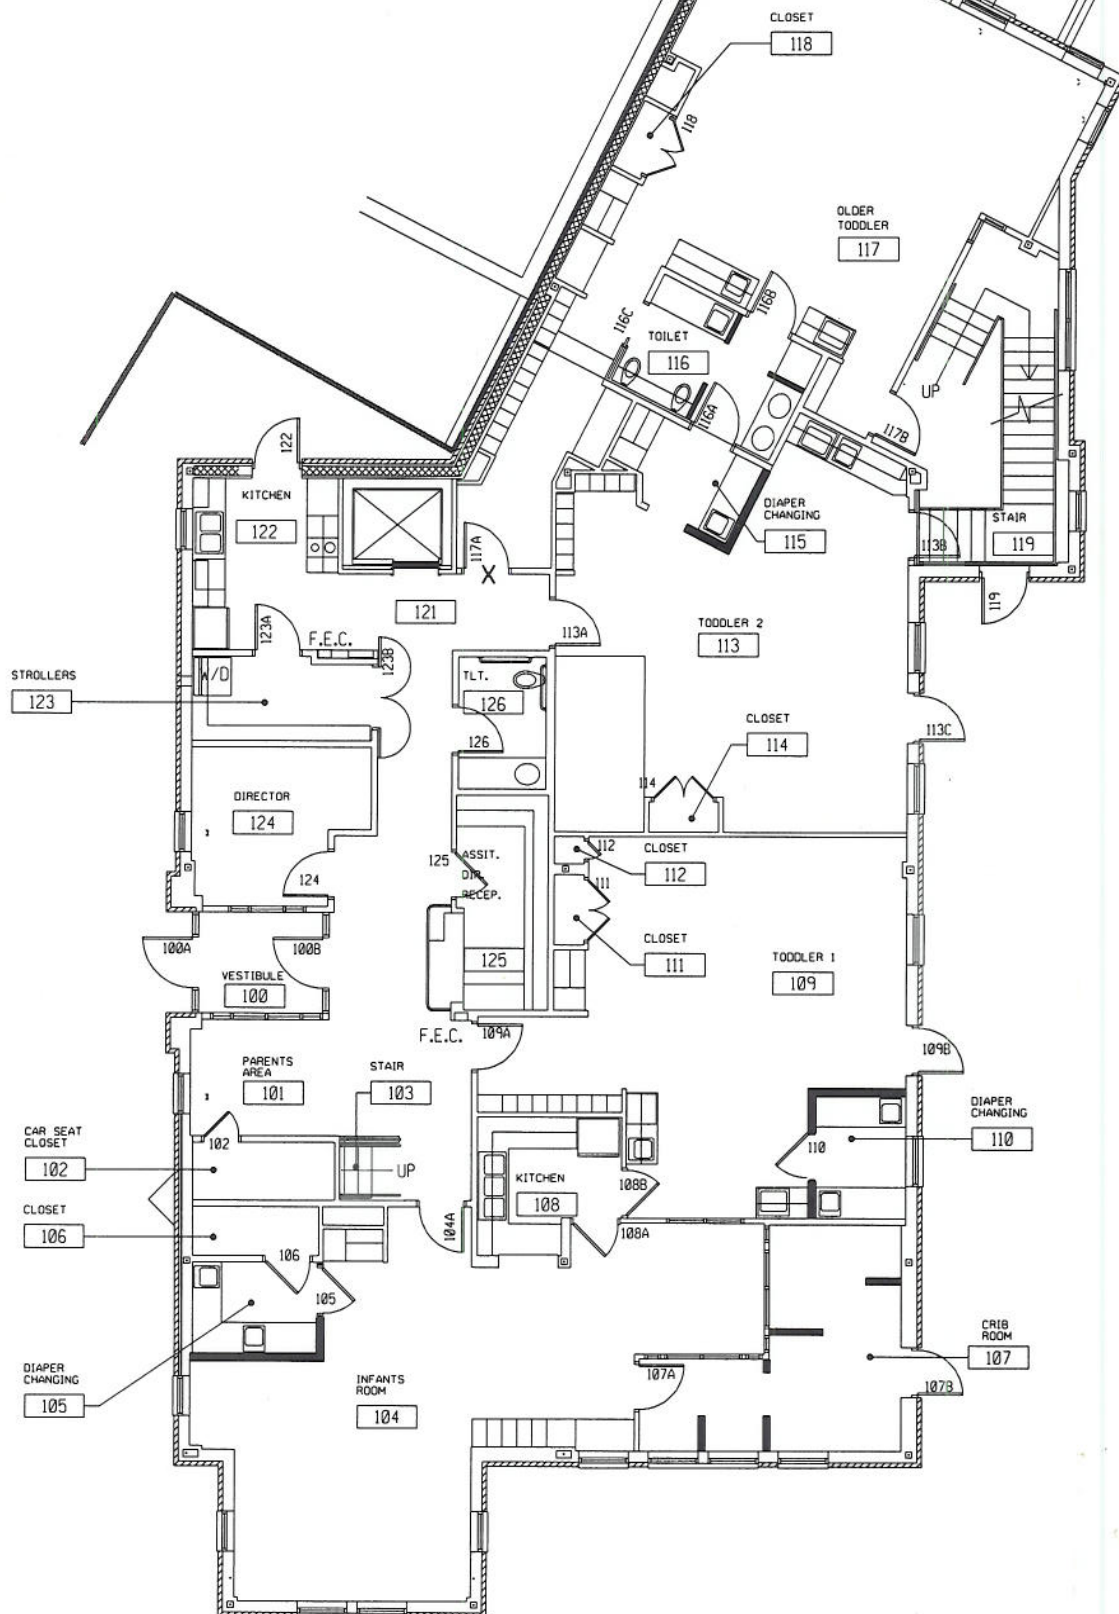 CLOSET
118
118
OLDER
TODDLER
117
116B
116C
TOILET
116
116A
UP
117B
122
KITCHEN
122
117A
X
DIAPER
CHANGING
115
113B
STAIR
119
119
121
123A
F.E.C.
123B
113A
TODDLER 2
113
STROLLERS
123
W/D
TLT.
126
126
113C
CLOSET
114
114
DIRECTOR
124
124
125
ASSIT.
DIR.
RECEP.
125
112
CLOSET
112
111
CLOSET
111
TODDLER 1
109
100A
100B
VESTIBULE
100
F.E.C.
109A
109B
PARENTS
AREA
101
STAIR
103
CAR SEAT
CLOSET
102
102
UP
DIAPER
CHANGING
110
110
KITCHEN
108
108B
108A
CLOSET
106
106
104A
105
DIAPER
CHANGING
105
INFANTS
ROOM
104
107A
CRIB
ROOM
107
107B